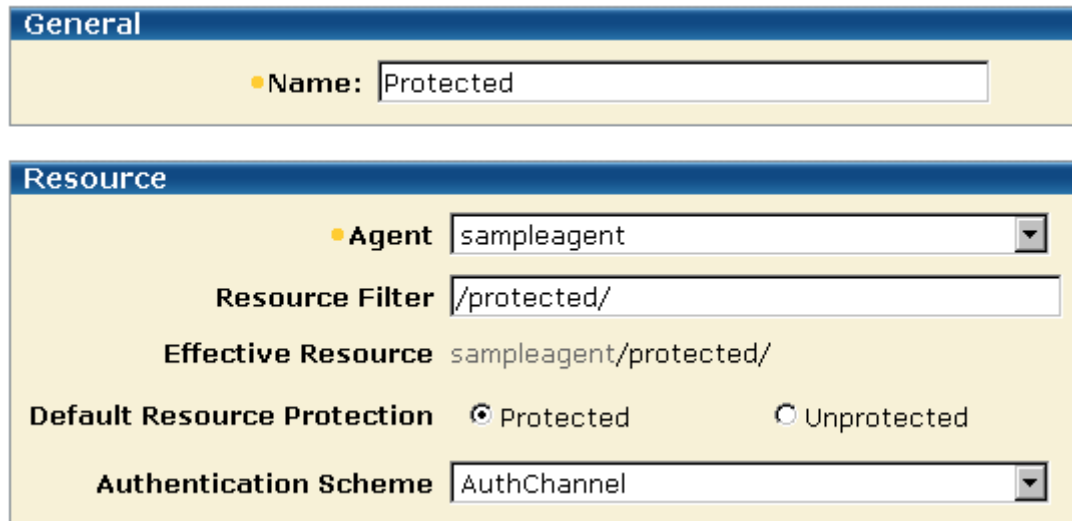 General
Name: Protected
Resource
Agent sampleagent
Resource Filter /protected/
Effective Resource sampleagent/protected/
Default Resource Protection Protected Unprotected
Authentication Scheme AuthChannel